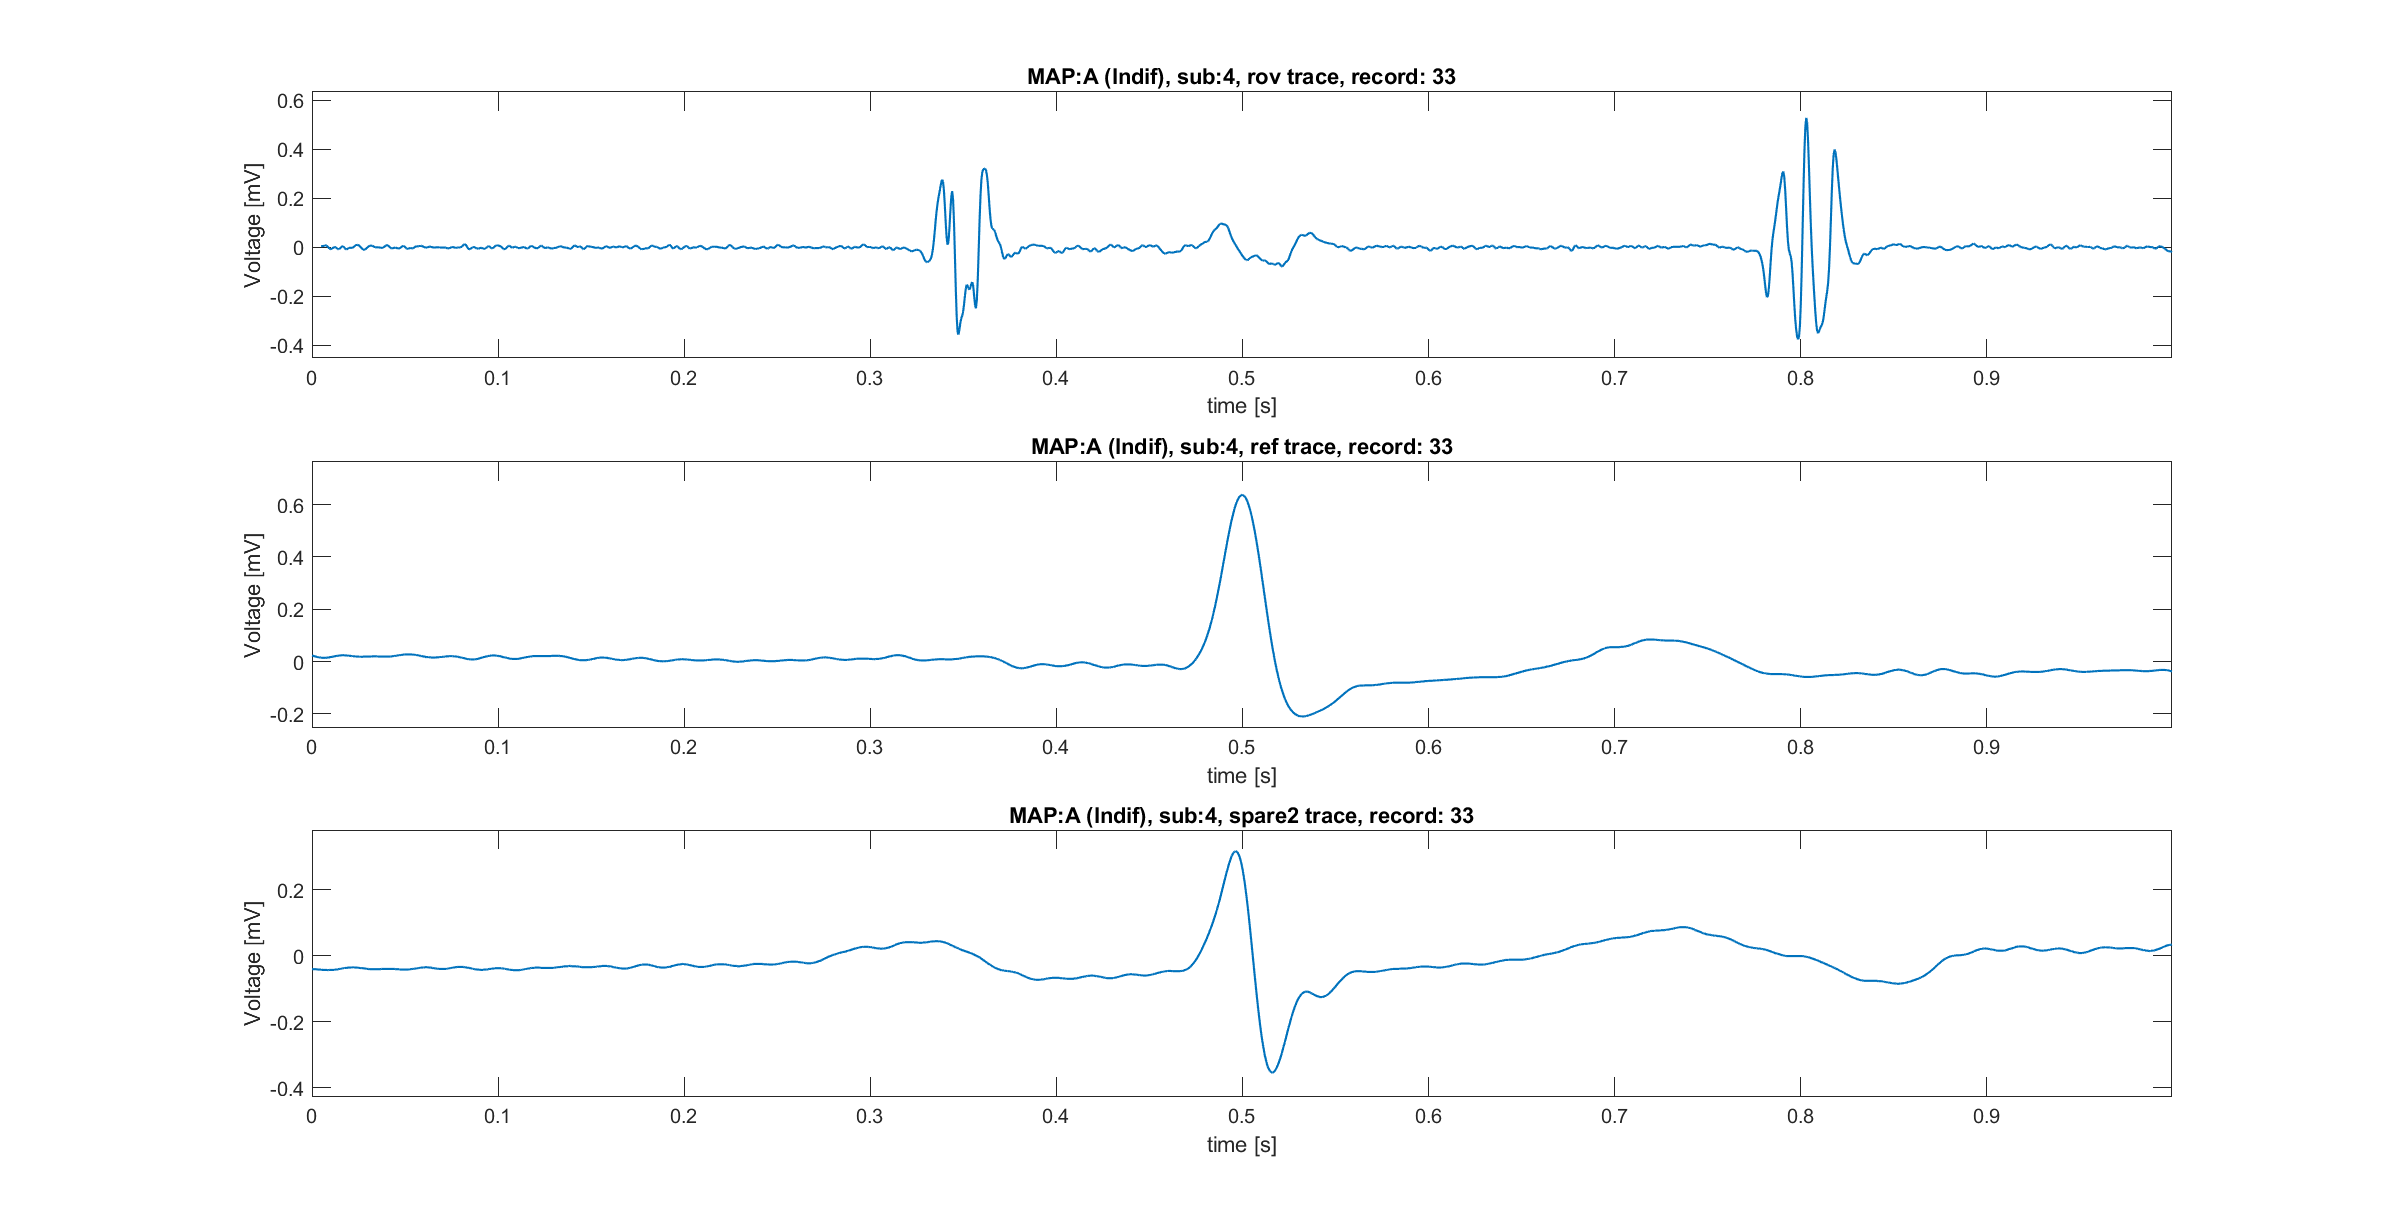 MAP:A (Indif), sub:4, rov trace, record: 33
0.6
0.4
0.2
0
-0.2
-0.4
Voltage [mV]
0 0.1 0.2 0.3 0.4 0.5 0.6 0.7 0.8 0.9
time [s]
MAP:A (Indif), sub:4, ref trace, record: 33
0.6
0.4
0.2
0
-0.2
Voltage [mV]
0 0.1 0.2 0.3 0.4 0.5 0.6 0.7 0.8 0.9
time [s]
MAP:A (Indif), sub:4, spare2 trace, record: 33
0.2
0
-0.2
-0.4
Voltage [mV]
0 0.1 0.2 0.3 0.4 0.5 0.6 0.7 0.8 0.9
time [s]